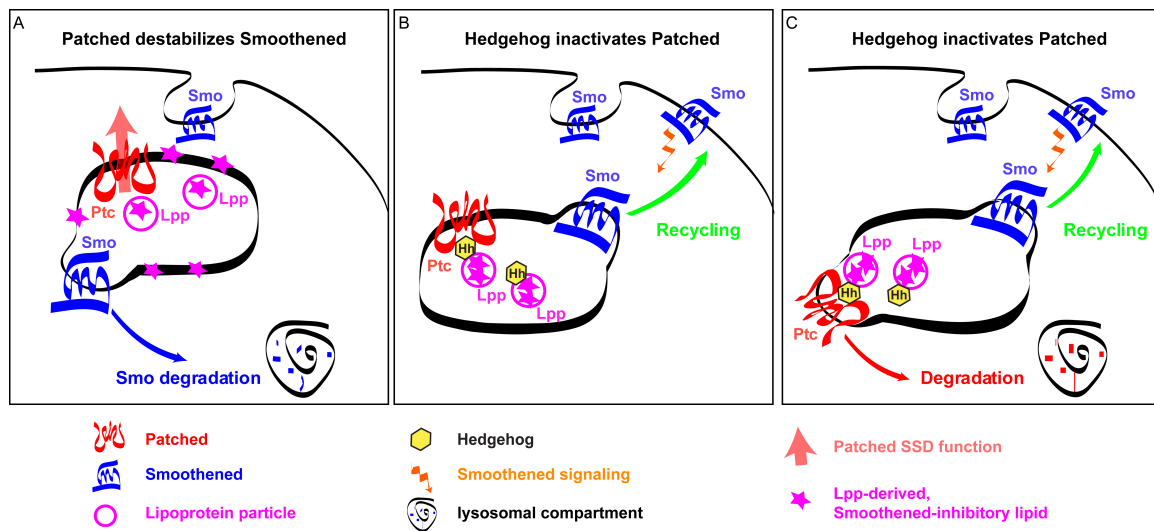 A
Patched destabilizes Smoothened
Smo
Ptc
Lpp
Lpp
Smo
Smo degradation
B
Hedgehog inactivates Patched
Smo
Smo
Smo
Recycling
Ptc
Hh
Hh
Lpp
Lpp
C
Hedgehog inactivates Patched
Smo
Smo
Smo
Recycling
Lpp
Lpp
Hh
Hh
Ptc
Degradation
Patched
Smoothened
Lipoprotein particle
Hedgehog
Smoothened signaling
lysosomal compartment
Patched SSD function
Lpp-derived,
Smoothened-inhibitory lipid